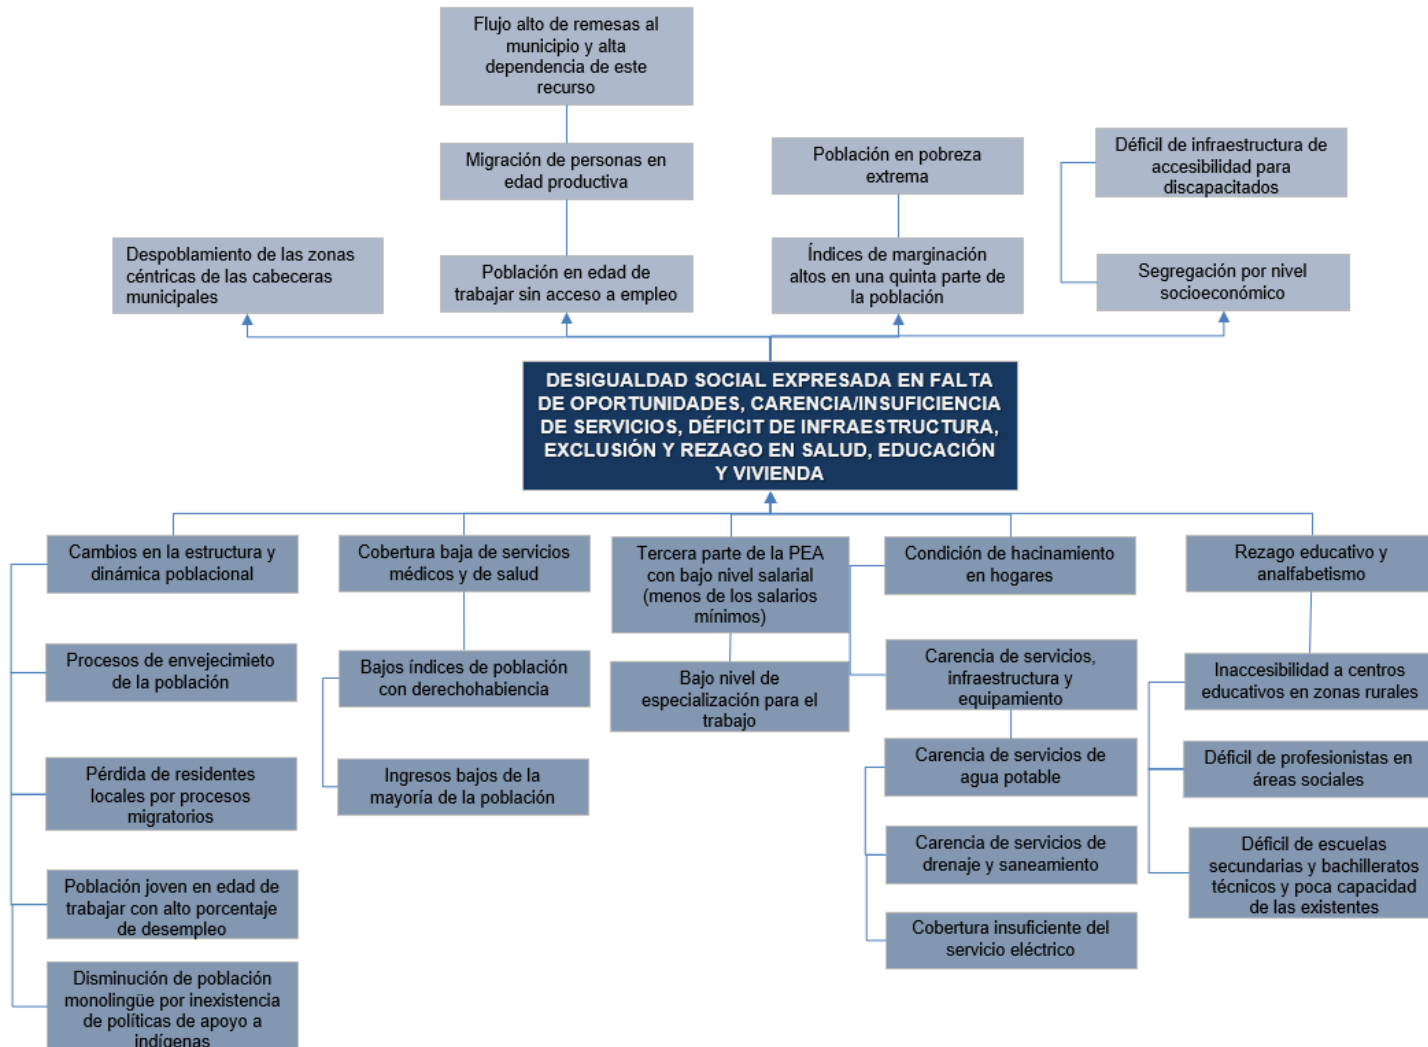 Flujo alto de remesas al
municipio y alta
dependencia de este
recurso
Migración de personas en
edad productiva
Población en pobreza
extrema
Déficil de infraestructura de
accesibilidad para
discapacitados
Despoblamiento de las zonas
céntricas de las cabeceras
municipales
Población en edad de
trabajar sin acceso a empleo
Índices de marginación
altos en una quinta parte de
la población
Segregación por nivel
socioeconómico
DESIGUALDAD SOCIAL EXPRESADA EN FALTA
DE OPORTUNIDADES, CARENCIA/INSUFICIENCIA
DE SERVICIOS, DÉFICIT DE INFRAESTRUCTURA,
EXCLUSIÓN Y REZAGO EN SALUD, EDUCACIÓN
Y VIVIENDA
Cambios en la estructura y
dinámica poblacional
Procesos de envejecimieto
de la población
Pérdida de residentes
locales por procesos
migratorios
Población joven en edad de
trabajar con alto porcentaje
de desempleo
Disminución de población
monolingüe por inexistencia
de políticas de apoyo a
indígenas
Cobertura baja de servicios
médicos y de salud
Bajos índices de población
con derechohabiencia
Ingresos bajos de la
mayoría de la población
Tercera parte de la PEA
con bajo nivel salarial
(menos de los salarios
mínimos)
Bajo nivel de
especialización para el
trabajo
Condición de hacinamiento
en hogares
Carencia de servicios,
infraestructura y
equipamiento
Carencia de servicios de
agua potable
Carencia de servicios de
drenaje y saneamiento
Cobertura insuficiente del
servicio eléctrico
Rezago educativo y
analfabetismo
Inaccesibilidad a centros
educativos en zonas rurales
Déficil de profesionistas en
áreas sociales
Déficil de escuelas
secundarias y bachilleratos
técnicos y poca capacidad
de las existentes